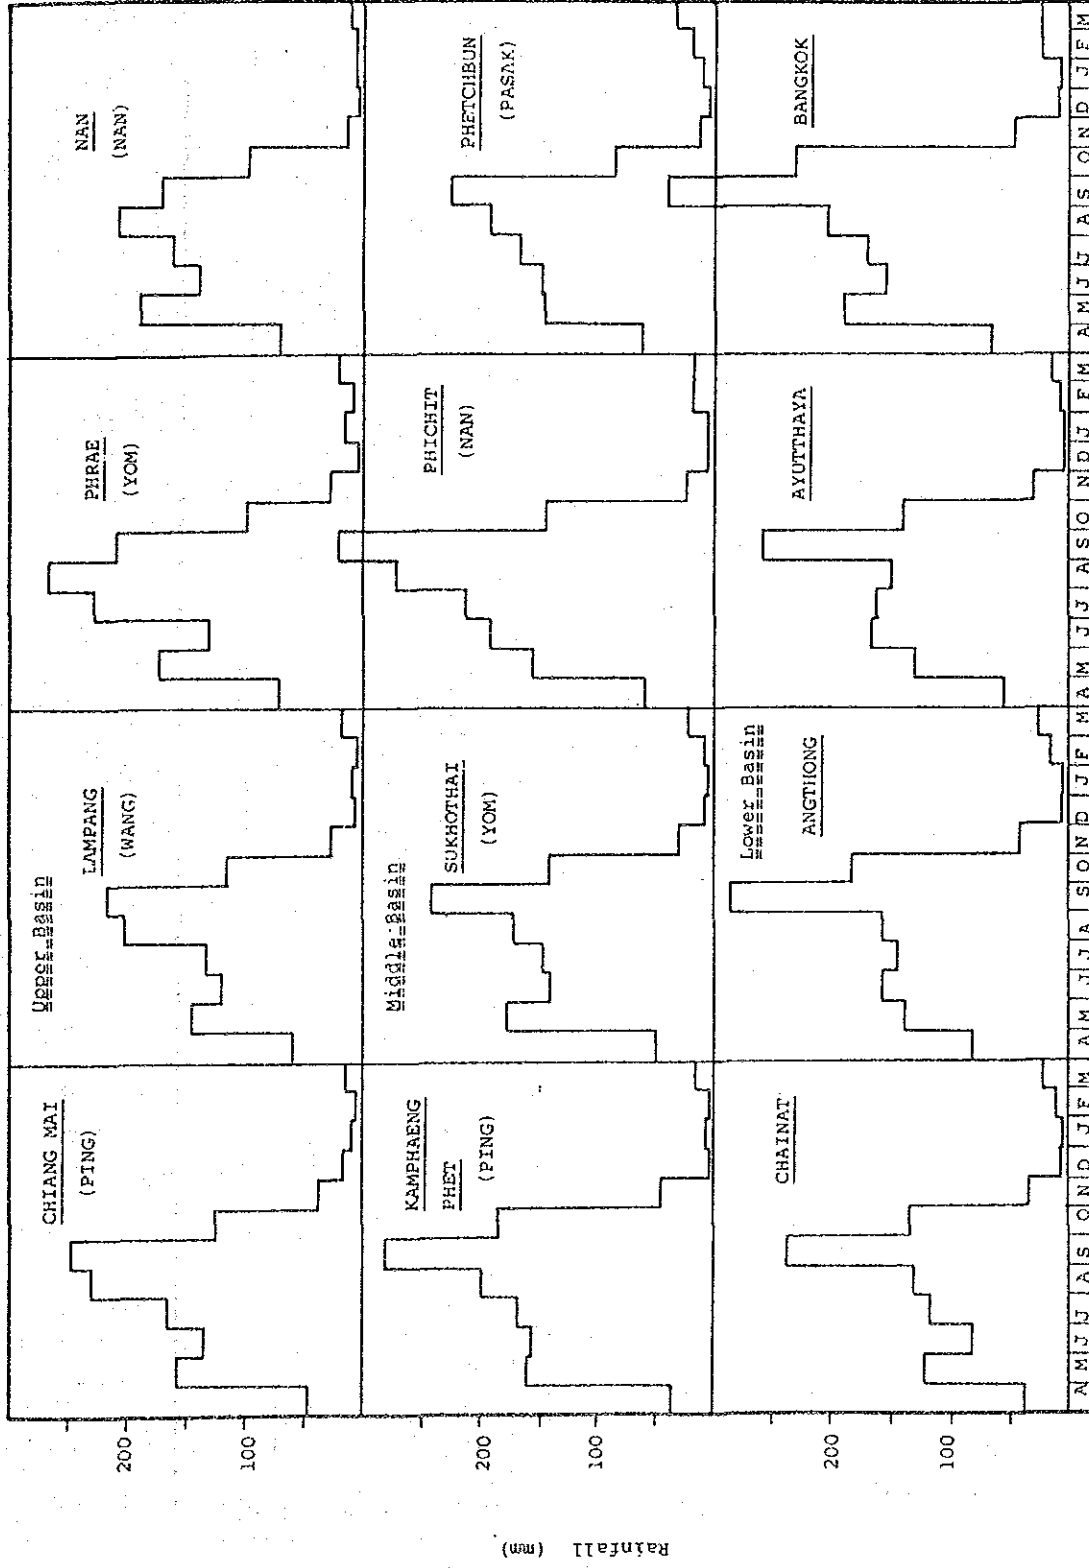 Upper Basin
CHIANG MAI
(PING)
LAMPANG
(WANG)
PHRAE
(YOM)
NAN
(NAN)
200
100
Middle Basin
KAMPHAENG
PHET
(PING)
SUKHOTHAI
(YOM)
PHICHIT
(NAN)
PHETCHBUN
(PASAK)
200
100
Lower Basin
CHAINAT
ANGTHONG
AYUTTHAYA
BANGKOK
200
100
A M J J A S O N D J F M A M J J A S O N D J F M A M J J A S O N D J F M A M J J A S O N D J F M
Rainfall (mm)